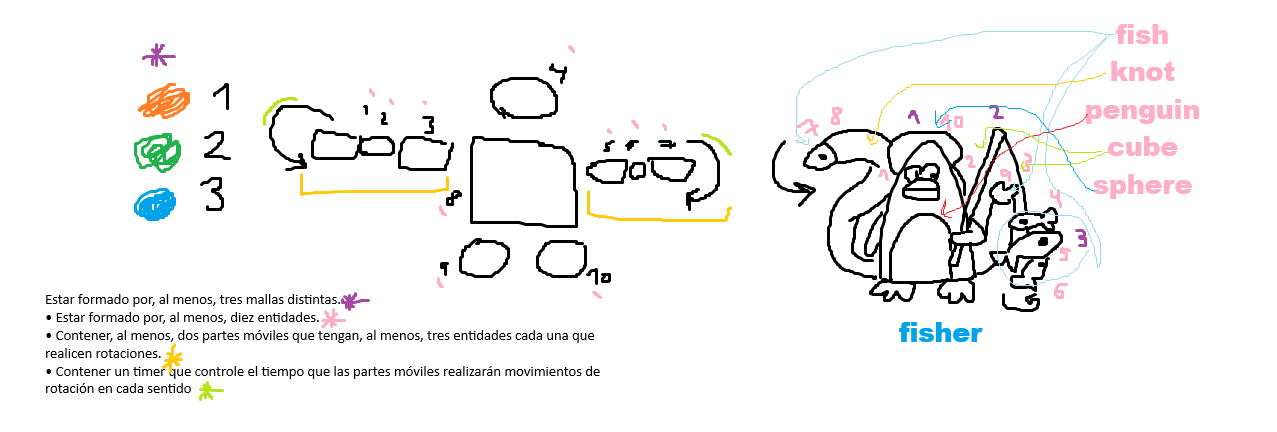 fish
knot
penguin
cube
sphere
fisher
1
2
3
1
2
3
4
5
6
7
8
9
10
7
8
1
10
2
1
2
3
9
4
3
5
6
Estar formado por, al menos, tres mallas distintas.
• Estar formado por, al menos, diez entidades.
• Contener, al menos, dos partes móviles que tengan, al menos, tres entidades cada una que
realicen rotaciones.
• Contener un timer que controle el tiempo que las partes móviles realizarán movimientos de
rotación en cada sentido